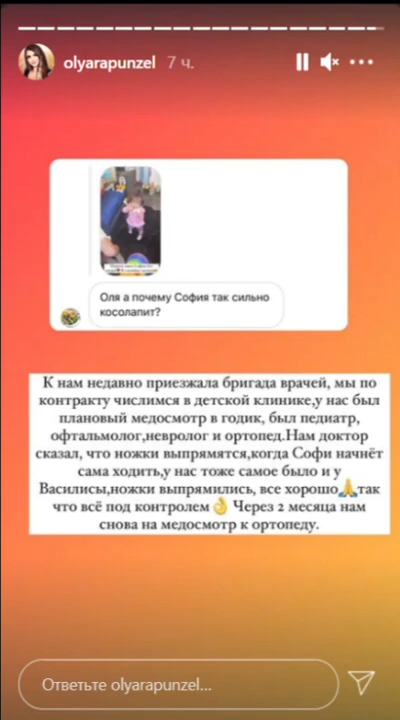 olyarapunzel 7 ч.
Оля а почему София так сильно
косолапит?
К нам недавно приезжала бригада врачей, мы по
контракту числимся в детской клинике,у нас был
плановый медосмотр в годик, был педиатр,
офтальмолог,невролог и ортопед.Нам доктор
сказал, что ножки выпрямятся,когда Софи начнёт
сама ходить,у нас тоже самое было и у
Василисы,ножки выпрямились, все хорошо🙏так
что всё под контролем👌 Через 2 месяца нам
снова на медосмотр к ортопеду.
Ответьте olyarapunzel...